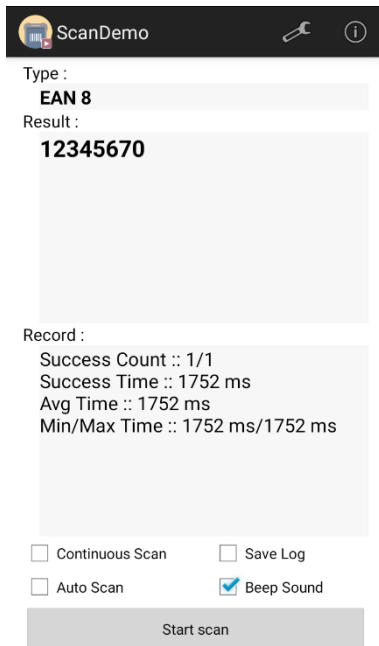 ScanDemo
Type :
EAN 8
Result :
12345670
Record :
Success Count :: 1/1
Success Time :: 1752 ms
Avg Time :: 1752 ms
Min/Max Time :: 1752 ms/1752 ms
Continuous Scan
Save Log
Auto Scan
Beep Sound
Start scan